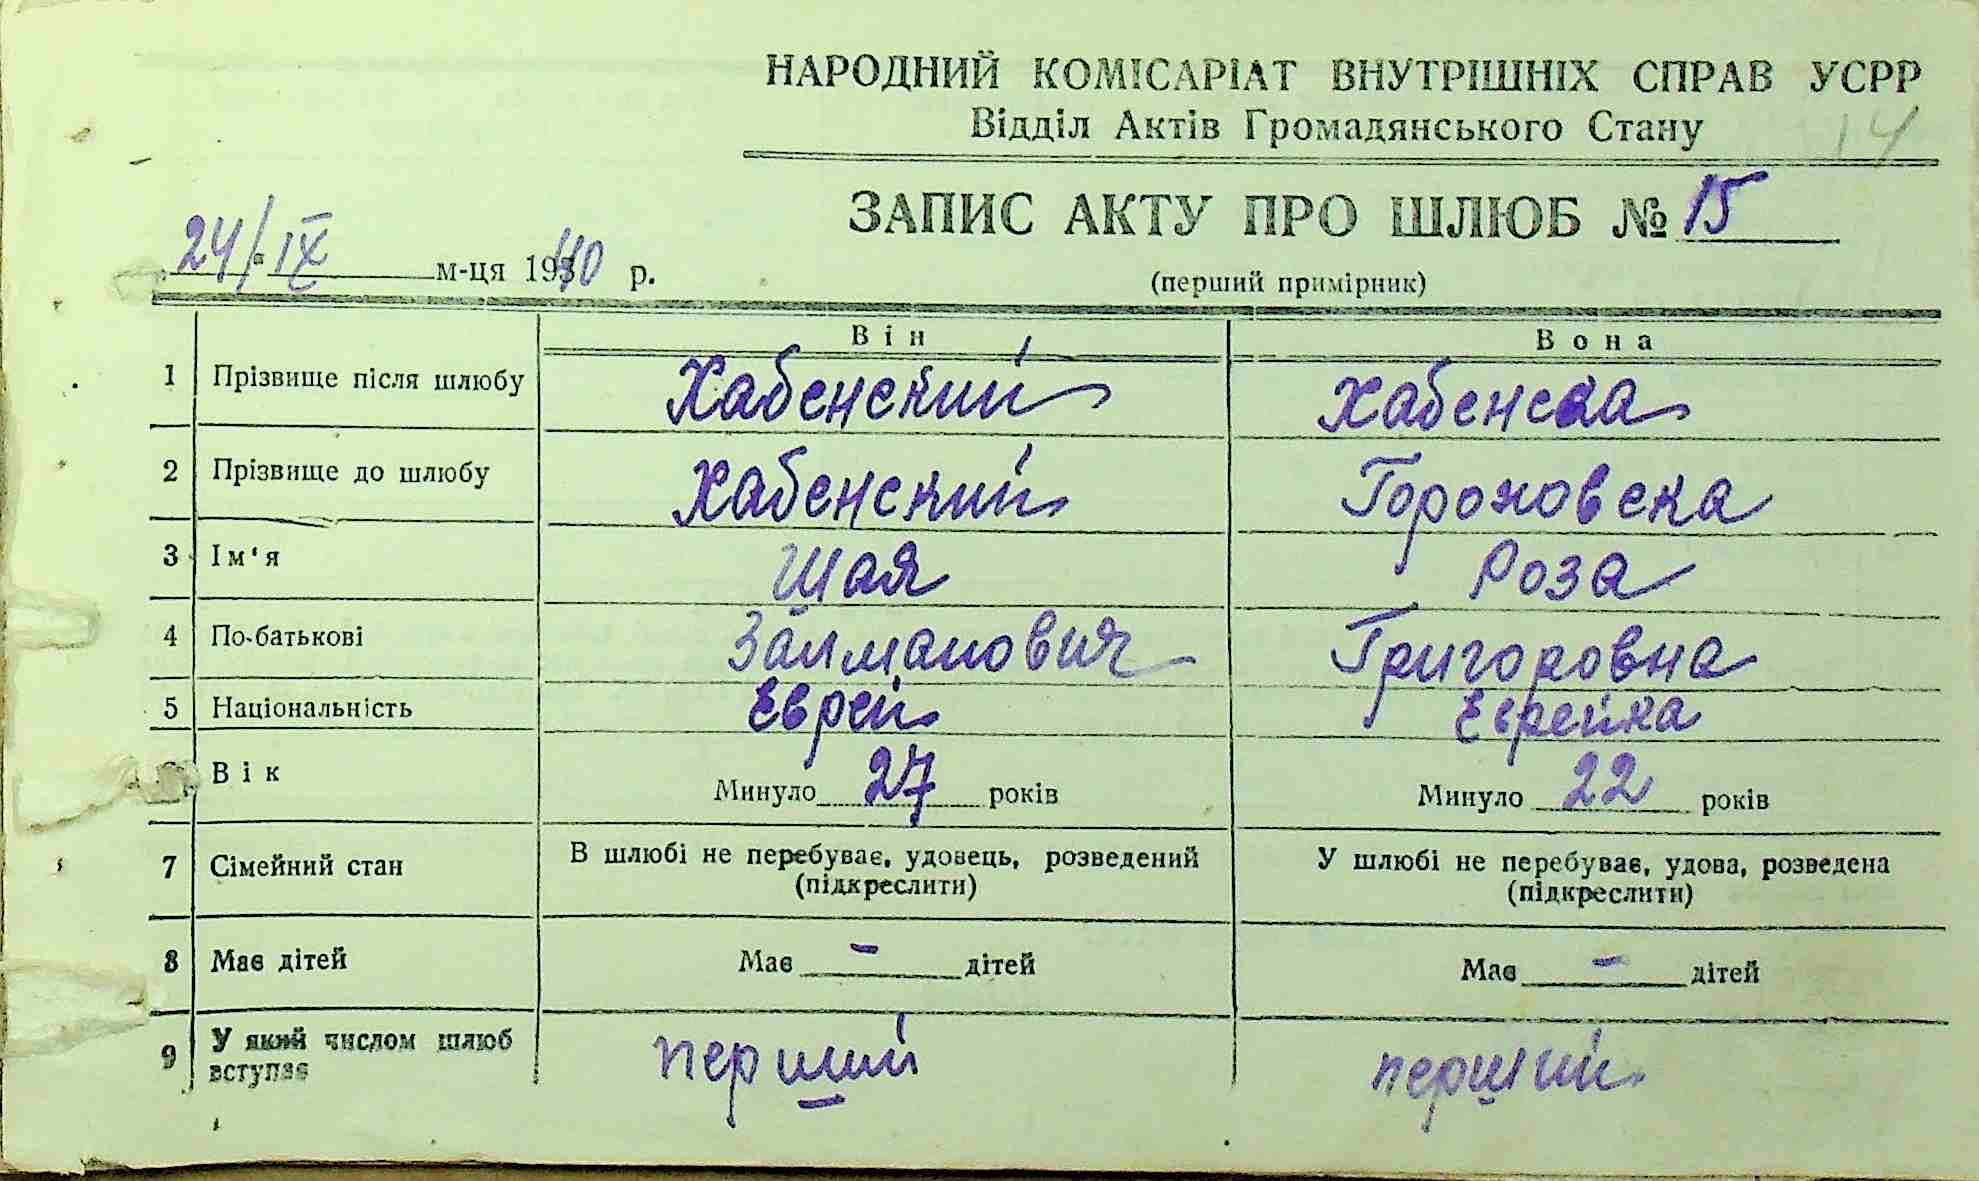 НАРОДНИЙ КОМІСАРІАТ ВНУТРІШНІХ СПРАВ УСРР
Відділ Актів Громадянського Стану
14
ЗАПИС АКТУ ПРО ШЛЮБ № 15
24/IX м-ця 1940 р.
(перший примірник)
Він Вона
1 Прізвище після шлюбу Хабенский Хабенска
2 Прізвище до шлюбу Хабенский Гороховска
3 Ім'я Шая Роза
4 По-батькові Залманович Григоровна
5 Національність Еврей Еврейка
Вік Минуло 27 років Минуло 22 років
7 Сімейний стан В шлюбі не перебуває, удовець, розведений (підкреслити) У шлюбі не перебуває, удова, розведена (підкреслити)
8 Має дітей Має - дітей Має - дітей
9 У який числом шлюб вступає перший перший